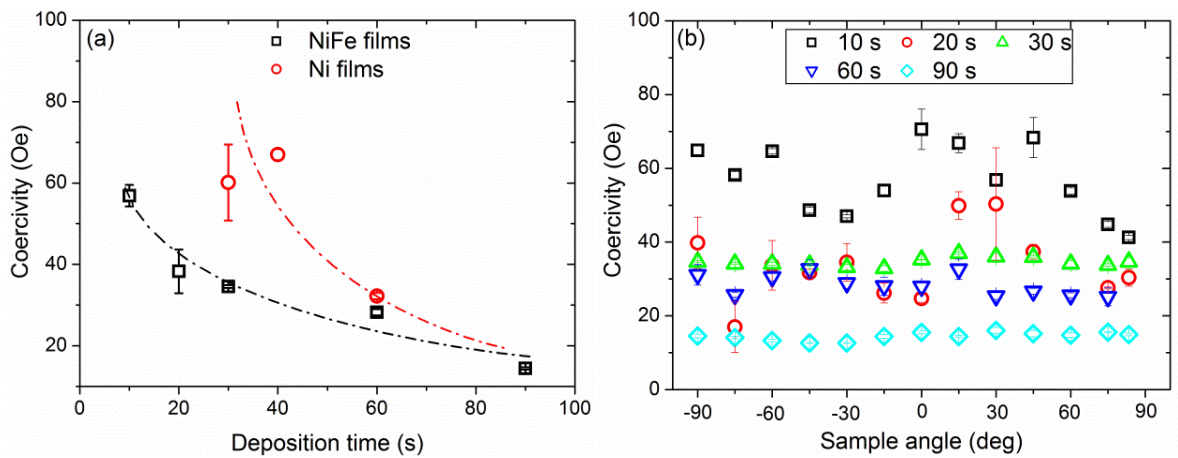 (a)
NiFe films
Ni films
100
80
60
40
20
Coercivity (Oe)
0 20 40 60 80 100
Deposition time (s)
(b)
10 s 20 s 30 s
60 s 90 s
100
80
60
40
20
0
Coercivity (Oe)
-90 -60 -30 0 30 60 90
Sample angle (deg)